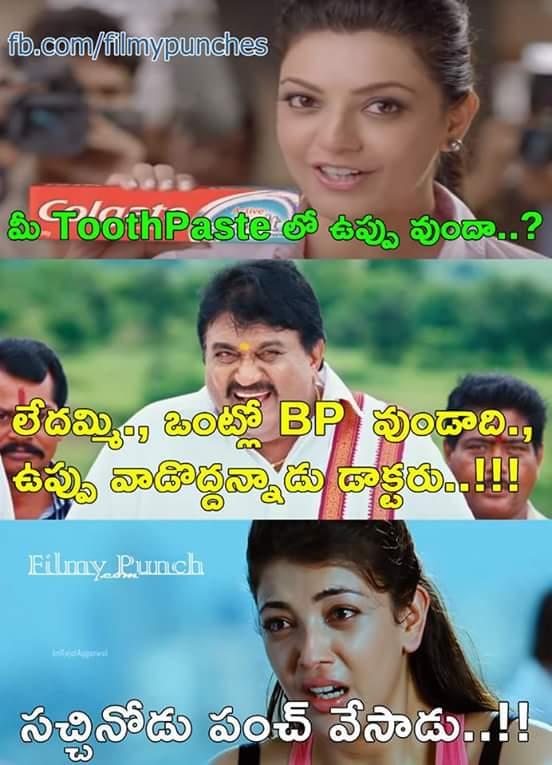 fb.com/filmypunches
Colgate
మీ ToothPaste లో ఉప్పు వుందా..?
లేదమ్మి., ఒంట్లో BP వుండాది.,
ఉప్పు వాడొద్దన్నాడు డాక్టరు..!!!
Filmy Punch
.com
సచ్చినోడు పంచ్ వేసాడు..!!